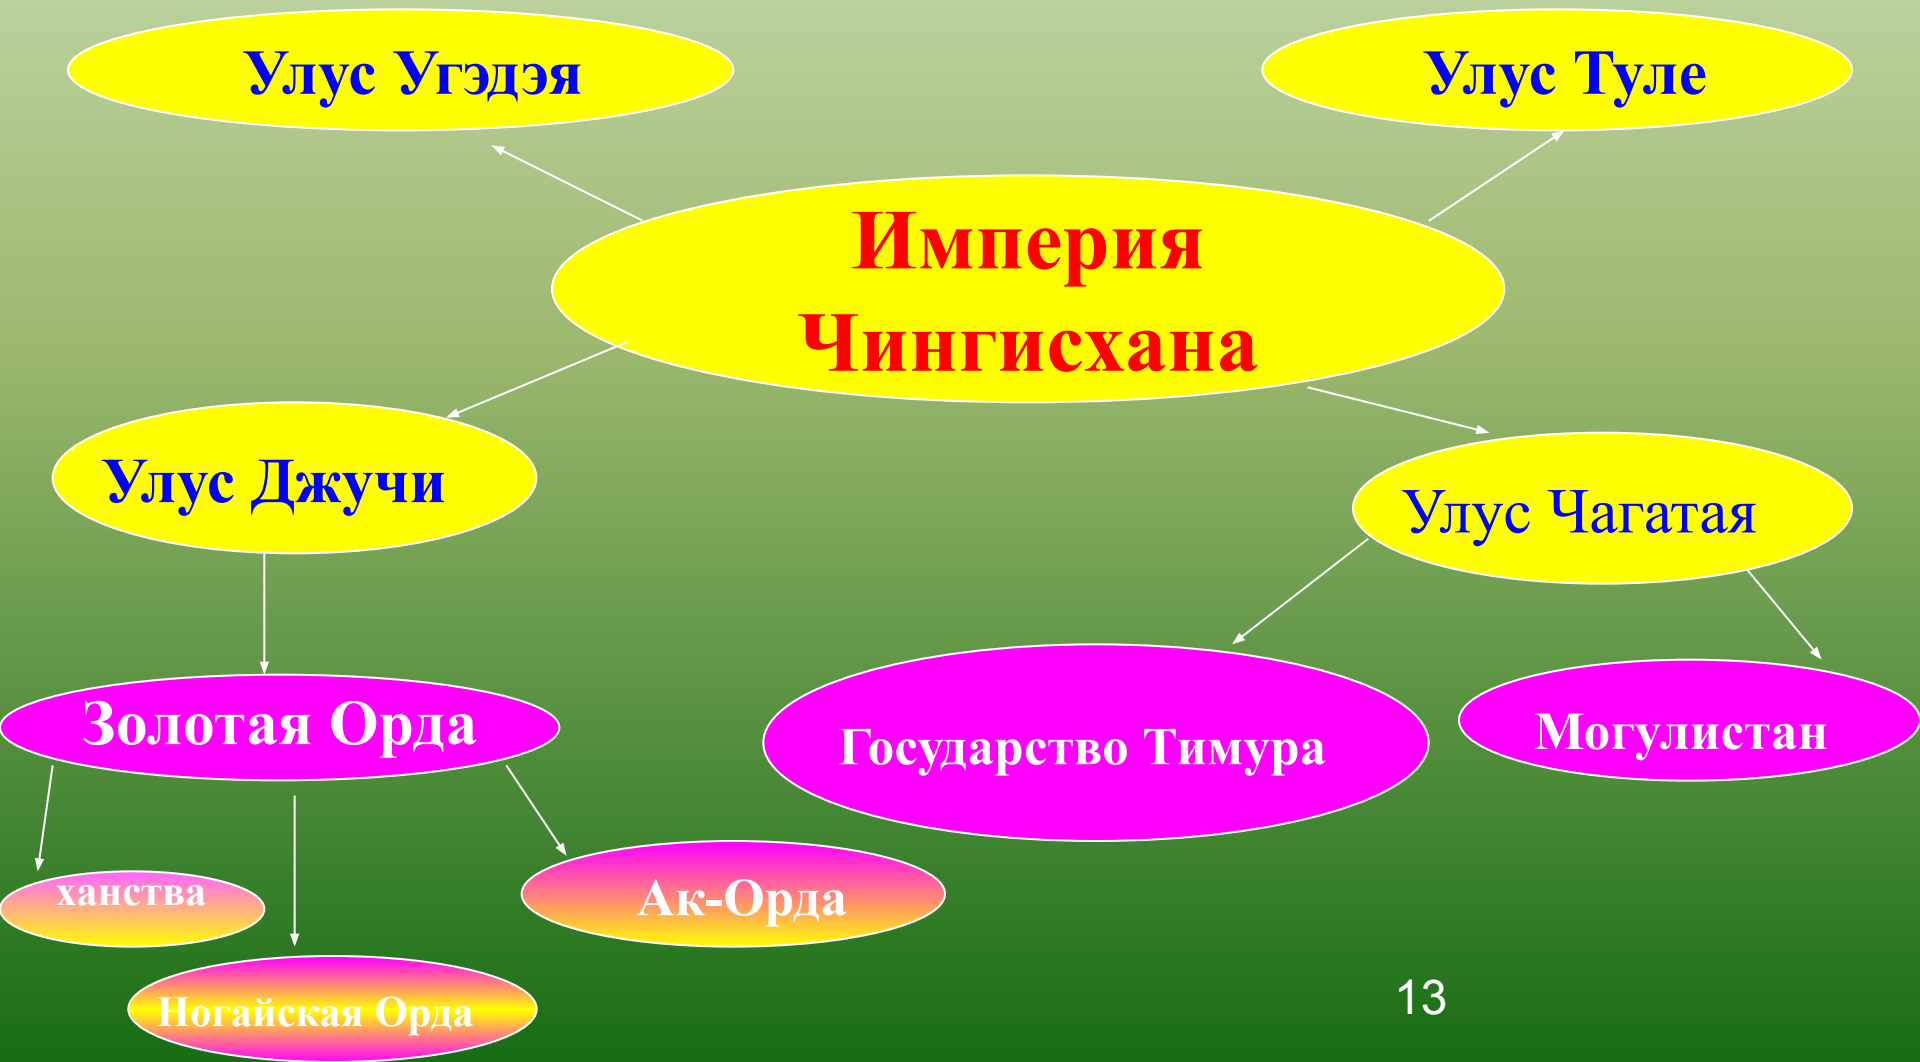 Улус Угэдэя
Улус Туле
Империя
Чингисхана
Улус Джучи
Улус Чагатая
Золотая Орда
Государство Тимура
Могулистан
ханства
Ак-Орда
Ногайская Орда
13